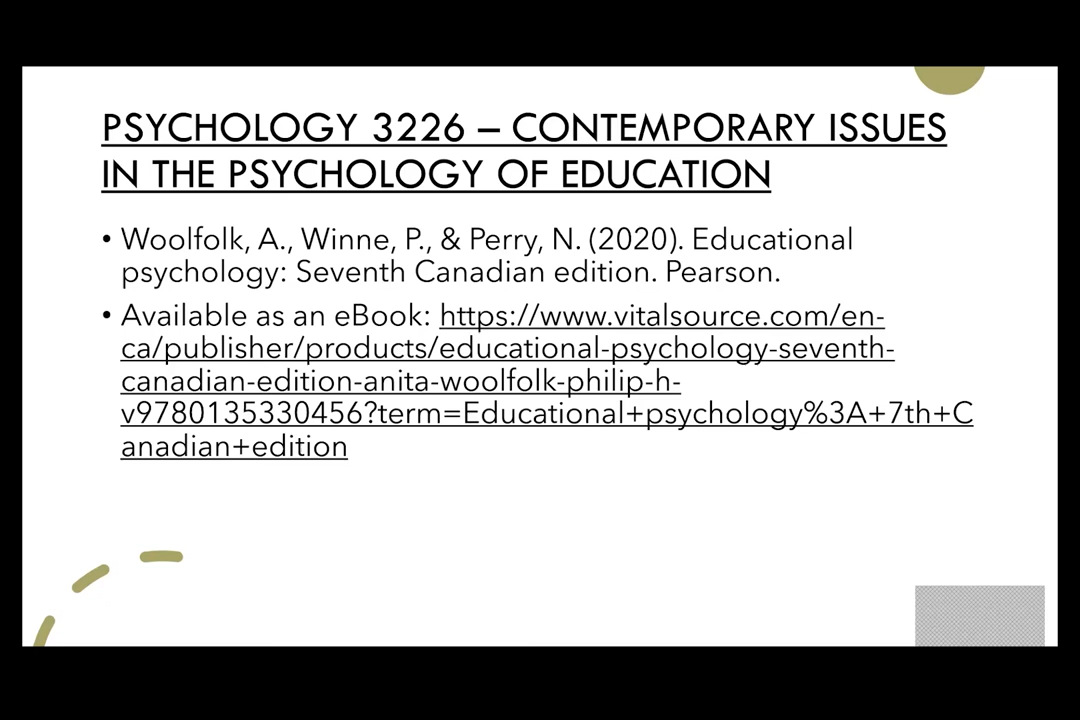 PSYCHOLOGY 3226 – CONTEMPORARY ISSUES
IN THE PSYCHOLOGY OF EDUCATION
• Woolfolk, A., Winne, P., & Perry, N. (2020). Educational
psychology: Seventh Canadian edition. Pearson.
• Available as an eBook: https://www.vitalsource.com/en-
ca/publisher/products/educational-psychology-seventh-
canadian-edition-anita-woolfolk-philip-h-
v9780135330456?term=Educational+psychology%3A+7th+C
anadian+edition